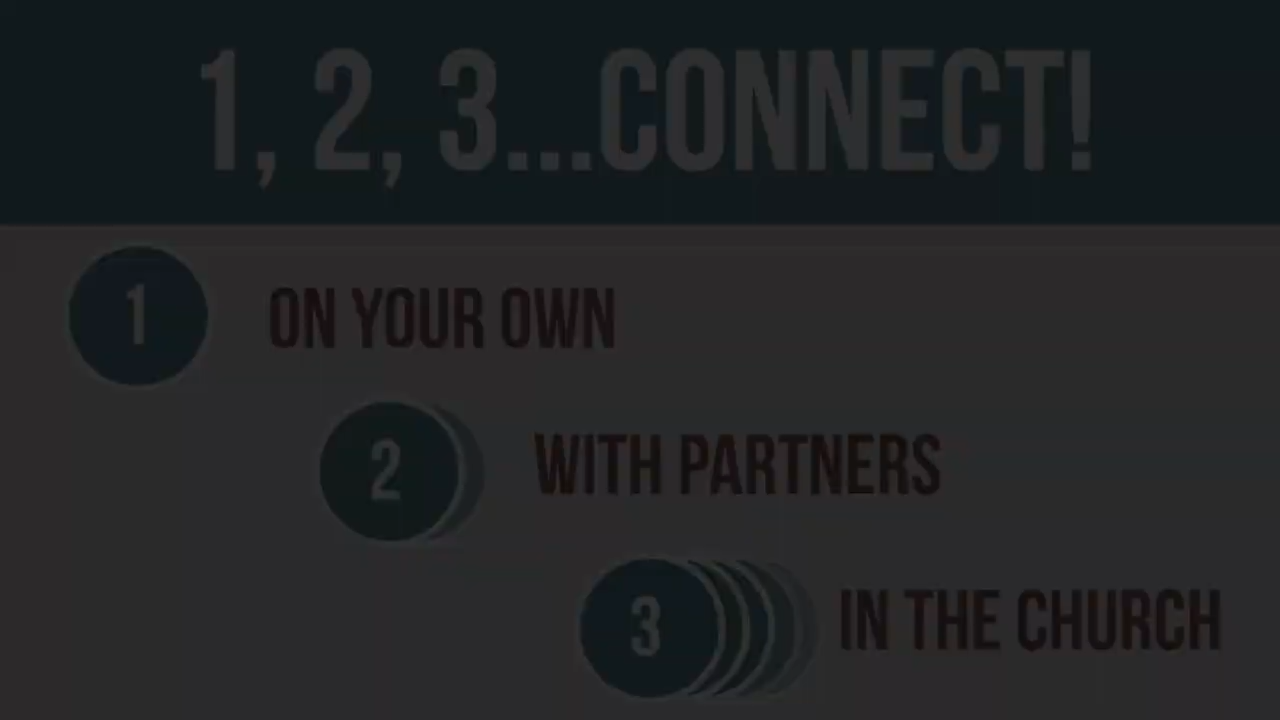 1, 2, 3...CONNECT!
1 ON YOUR OWN
2 WITH PARTNERS
3 IN THE CHURCH